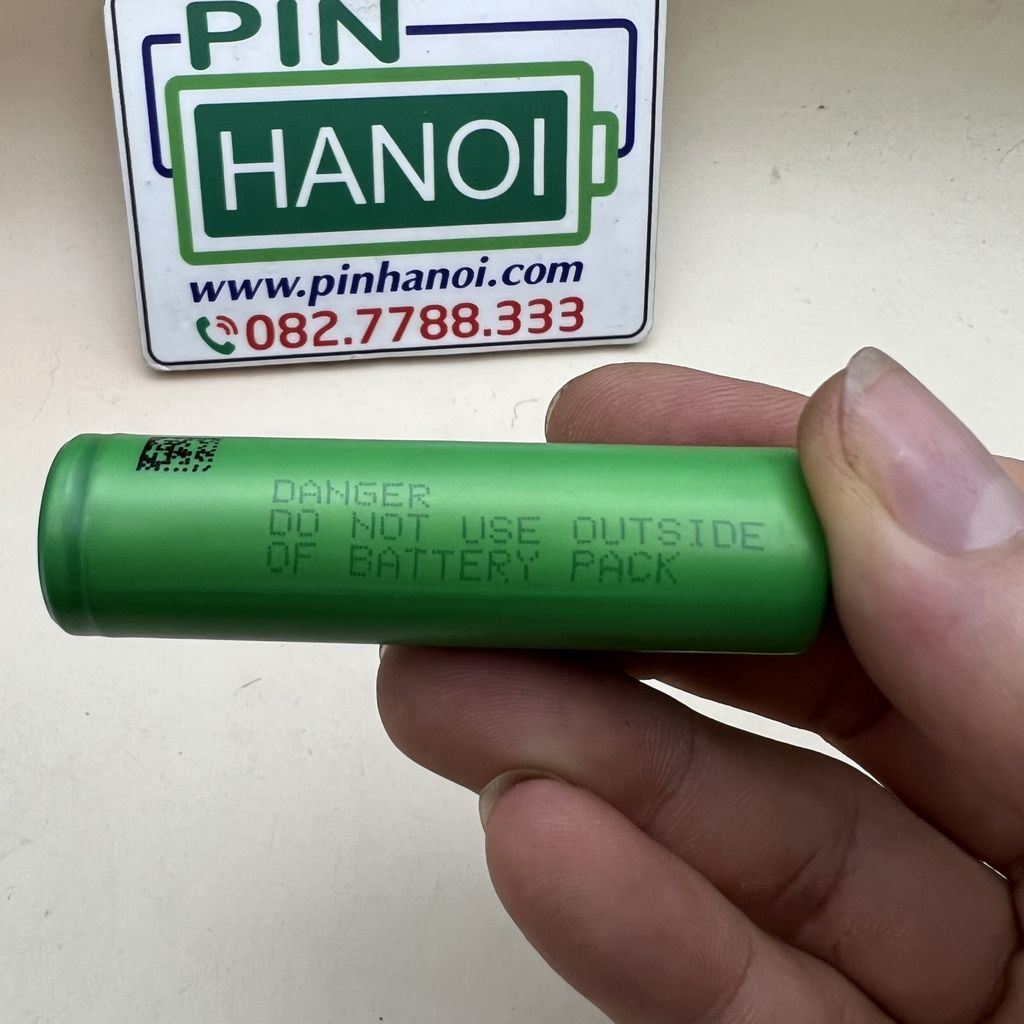 PIN
HANOI
www.pinhanoi.com
082.7788.333
DANGER
DO NOT USE OUTSIDE
OF BATTERY PACK